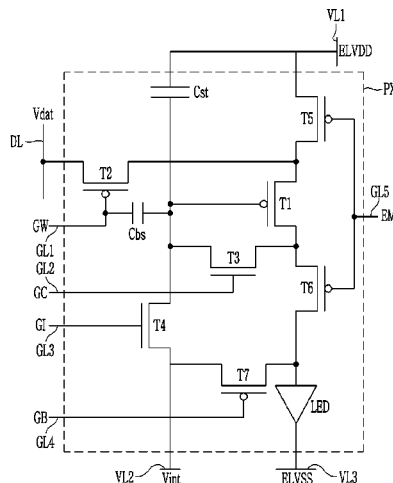 VL1
ELVDD
PX
Vdat
Cst
T5
DL
T2
T1
GL5
EM
GW
GL1
Cbs
GL2
T3
GC
T6
GI
T4
GL3
T7
GB
LED
GL4
VL2
Vint
ELVSS
VL3